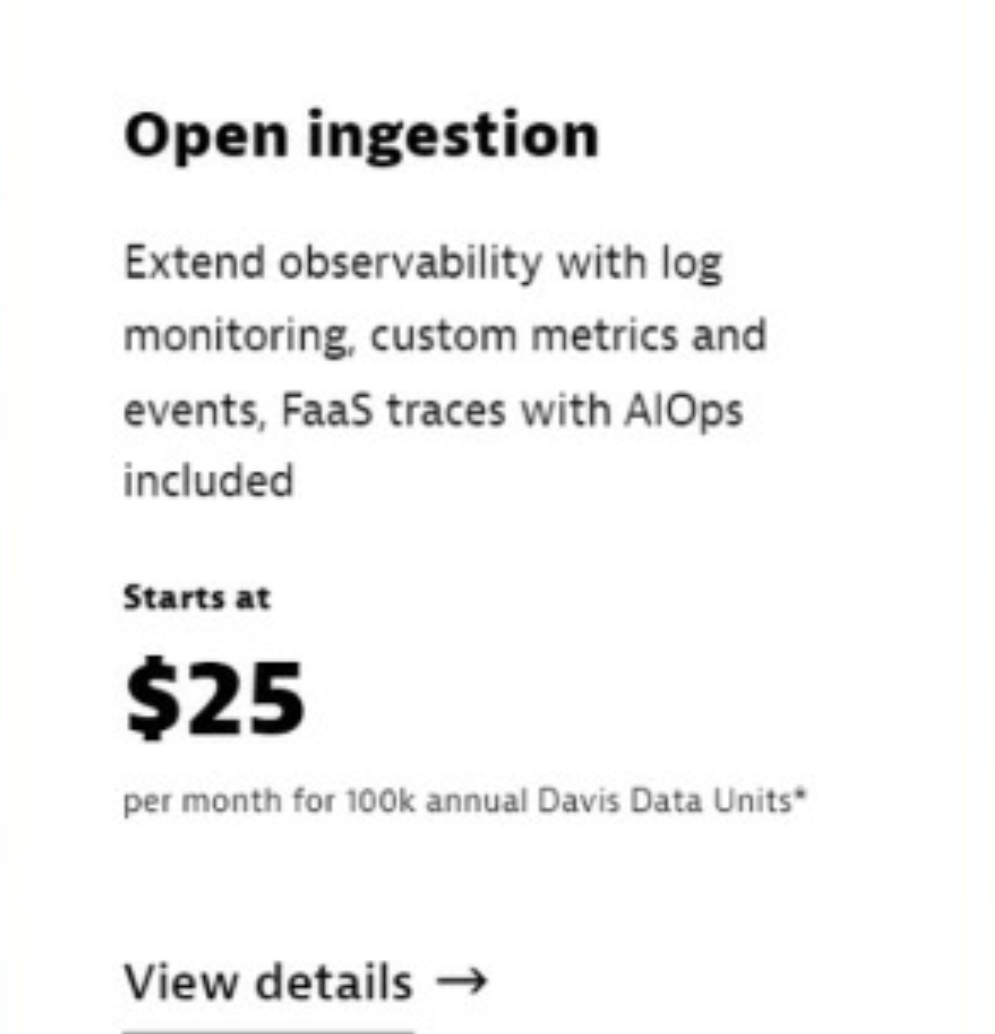 Open ingestion
Extend observability with log
monitoring, custom metrics and
events, FaaS traces with AIOps
included
Starts at
$25
per month for 100k annual Davis Data Units*
View details →